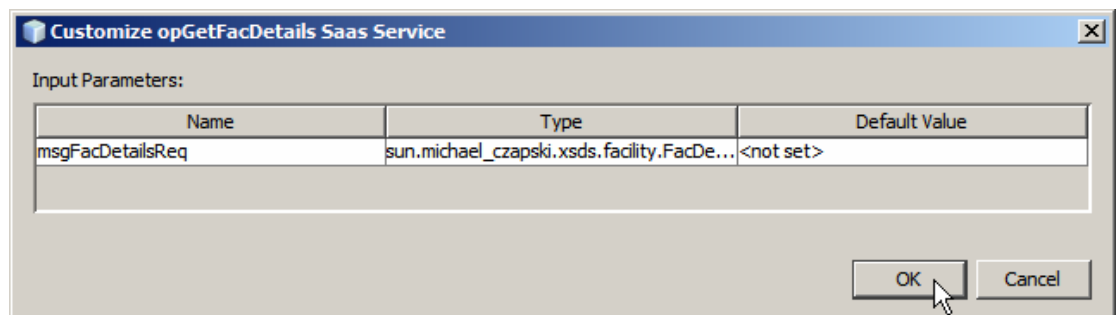 Customize opGetFacDetails Saas Service
Input Parameters:
Name Type Default Value
msgFacDetailsReq sun.michael_czapski.xsds.facility.FacDe... <not set>
OK Cancel